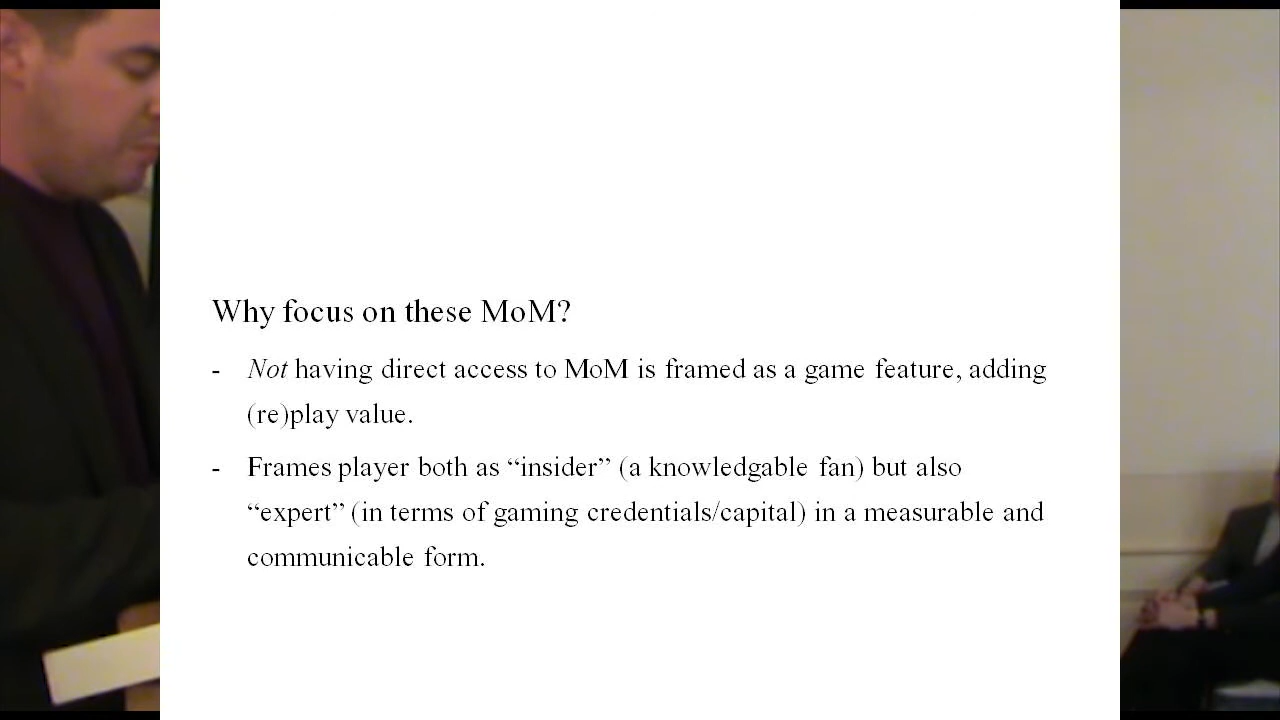 Why focus on these MoM?
- Not having direct access to MoM is framed as a game feature, adding
(re)play value.
- Frames player both as “insider” (a knowledgable fan) but also
“expert” (in terms of gaming credentials/capital) in a measurable and
communicable form.